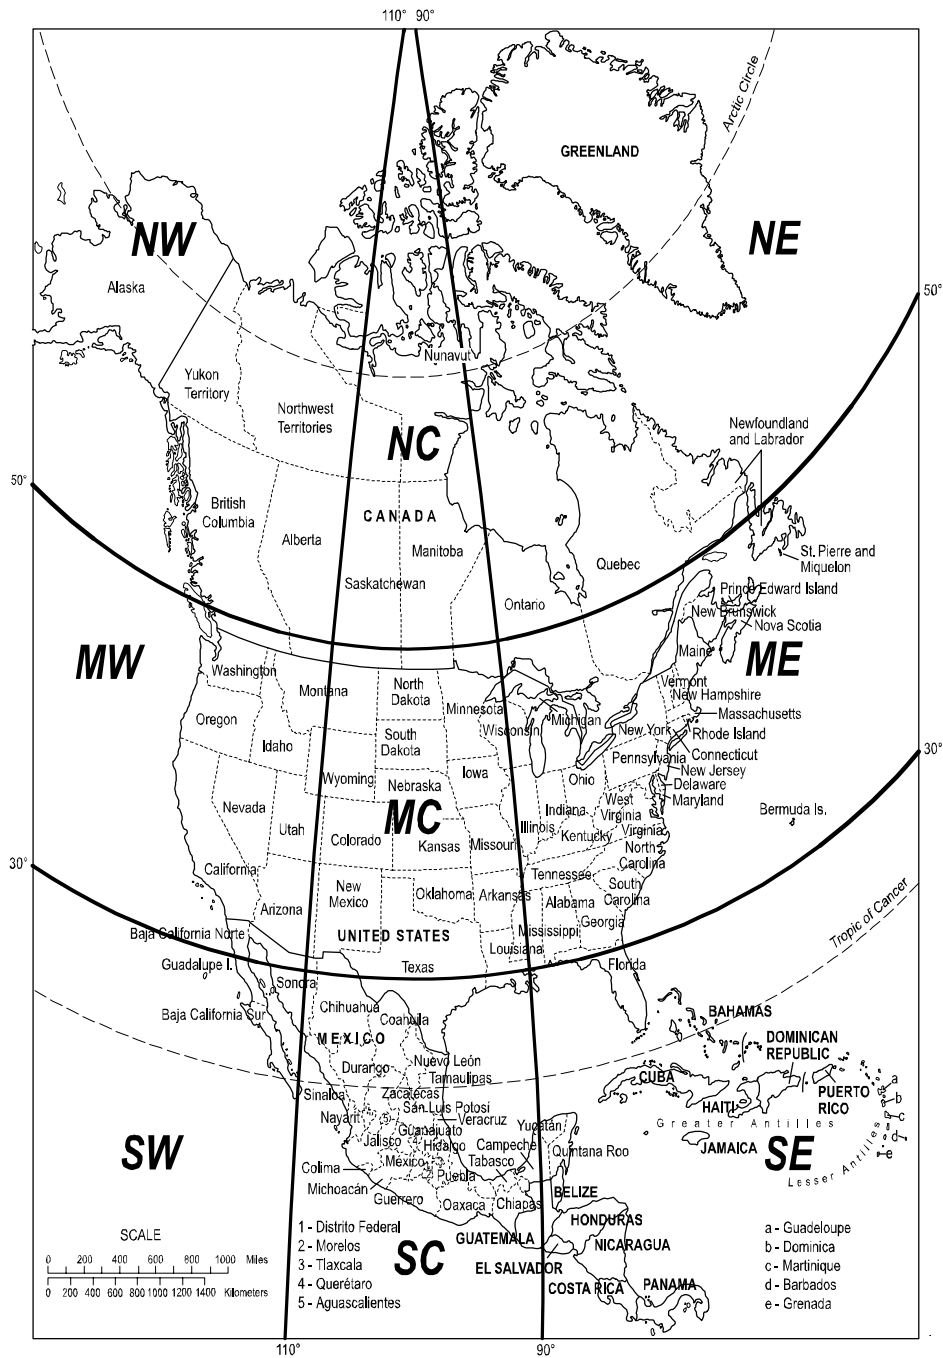 110° 90°
Arctic Circle
GREENLAND
NW
NE
Alaska
50°
Nunavut
Yukon
Territory
Northwest
Territories
NC
Newfoundland
and Labrador
50°
British
Columbia
CANADA
Alberta
Manitoba
Quebec
St. Pierre and
Miquelon
Saskatchewan
Ontario
Prince Edward Island
New Brunswick
Nova Scotia
MW
ME
Maine
Washington
Montana
North
Dakota
Vermont
New Hampshire
Minnesota
Michigan
Massachusetts
Oregon
Wisconsin
New York
Rhode Island
Idaho
South
Dakota
Connecticut
Pennsylvania
New Jersey
30°
Wyoming
Iowa
Ohio
Nebraska
Delaware
Maryland
Nevada
MC
Indiana
West
Virginia
Bermuda Is.
Utah
Illinois
Virginia
Colorado
Kansas
Missouri
Kentucky
North
Carolina
30°
California
Tennessee
New
Mexico
Oklahoma
Arkansas
South
Carolina
Arizona
Alabama
Georgia
Tropic of Cancer
Baja California Norte
UNITED STATES
Mississippi
Louisiana
Guadalupe I.
Texas
Florida
Sonora
Baja California Sur
Chihuahua
Coahuila
BAHAMAS
MEXICO
DOMINICAN
REPUBLIC
Durango
Nuevo León
Tamaulipas
CUBA
a
Sinaloa
Zacatecas
PUERTO
RICO
b
San Luis Potosí
HAITI
Nayarit
5
Veracruz
c
Guanajuato
Yucatán
Greater Antilles
Jalisco
4
Hidalgo
Campeche
JAMAICA
d
SW
Quintana Roo
SE
e
Colima
México
1
3
Tabasco
Lesser Antilles
Michoacán
2
Puebla
Guerrero
Oaxaca
Chiapas
BELIZE
1 - Distrito Federal
HONDURAS
a - Guadeloupe
SCALE
GUATEMALA
2 - Morelos
NICARAGUA
b - Dominica
0 200 400 600 800 1000 Miles
3 - Tlaxcala
SC
EL SALVADOR
c - Martinique
4 - Querétaro
COSTA RICA
PANAMA
d - Barbados
0 200 400 600 800 1000 1200 1400 Kilometers
5 - Aguascalientes
e - Grenada
110°
90°